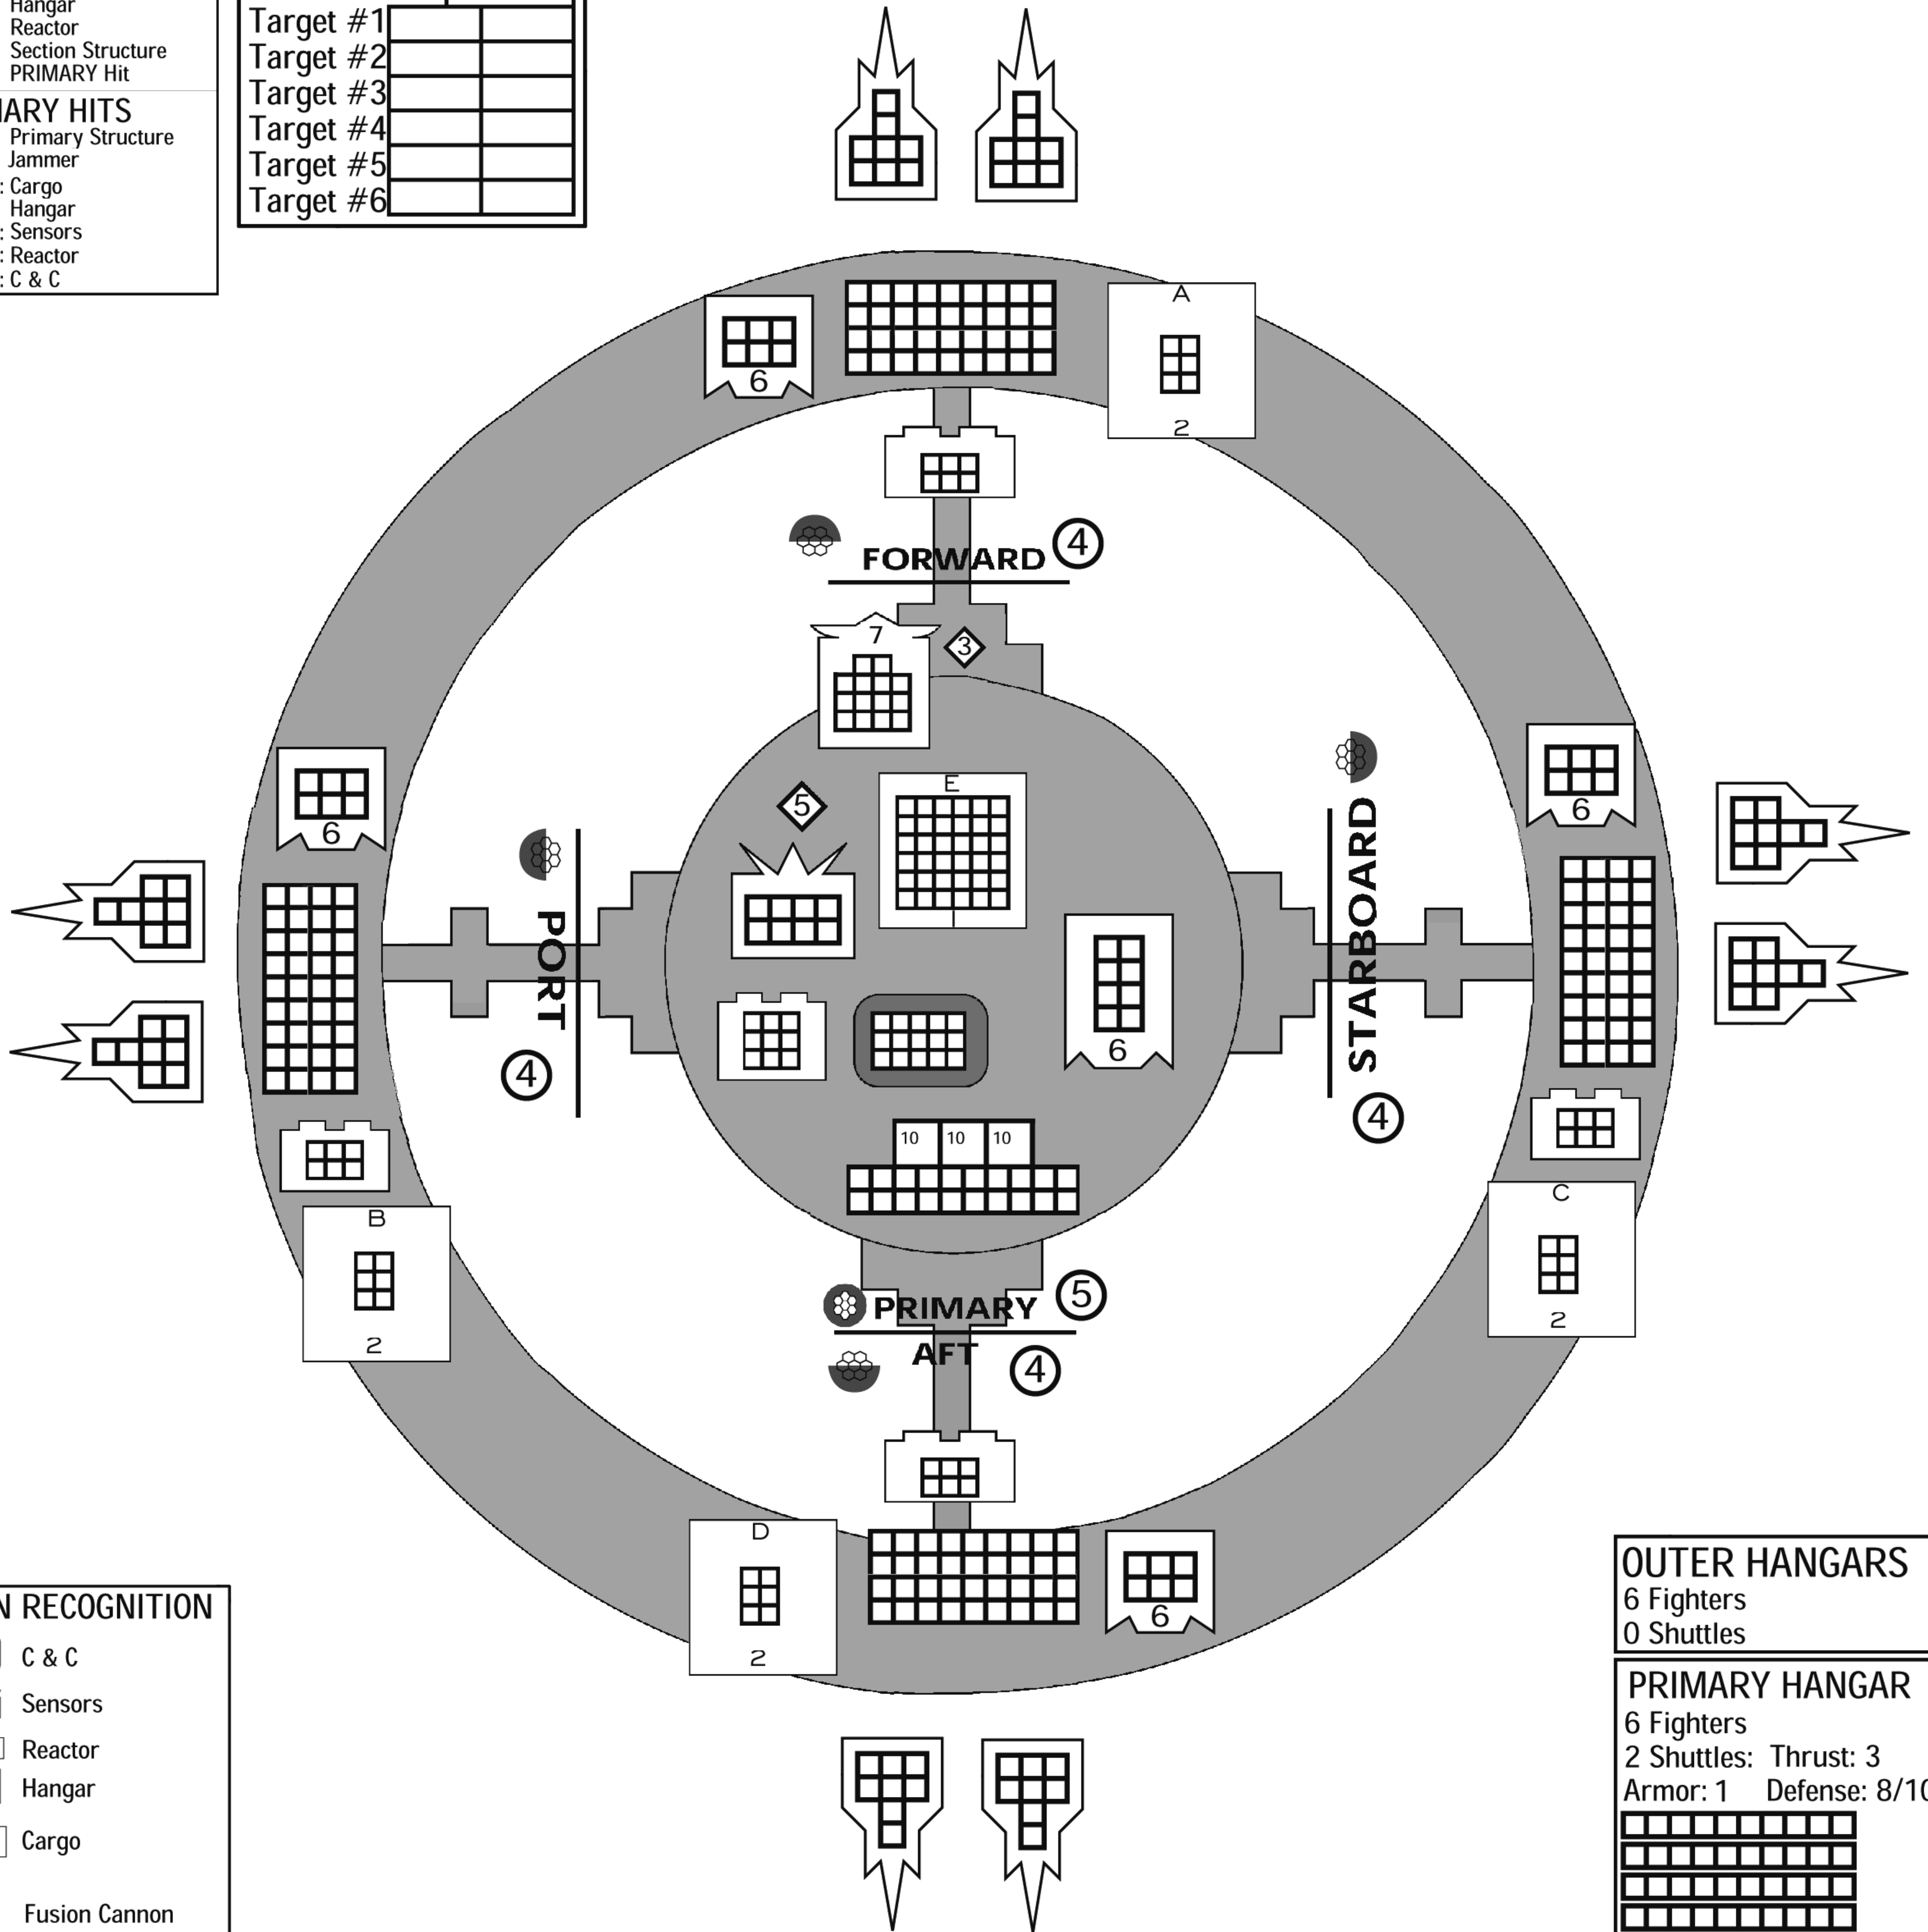 Hangar
Reactor
Section Structure
PRIMARY Hit
HITS
Primary Structure
Jammer
: Cargo
Hangar
: Sensors
: Reactor
: C & C
Target #1
Target #2
Target #3
Target #4
Target #5
Target #6
6
A
2
FORWARD 4
7
3
6
5
E
6
STARBOARD
4
PORT
4
6
6
10 10 10
B
2
C
2
PRIMARY 5
AFT 4
D
2
6
RECOGNITION
C & C
Sensors
Reactor
Hangar
Cargo
Fusion Cannon
OUTER HANGARS
6 Fighters
0 Shuttles
PRIMARY HANGAR
6 Fighters
2 Shuttles: Thrust: 3
Armor: 1 Defense: 8/10